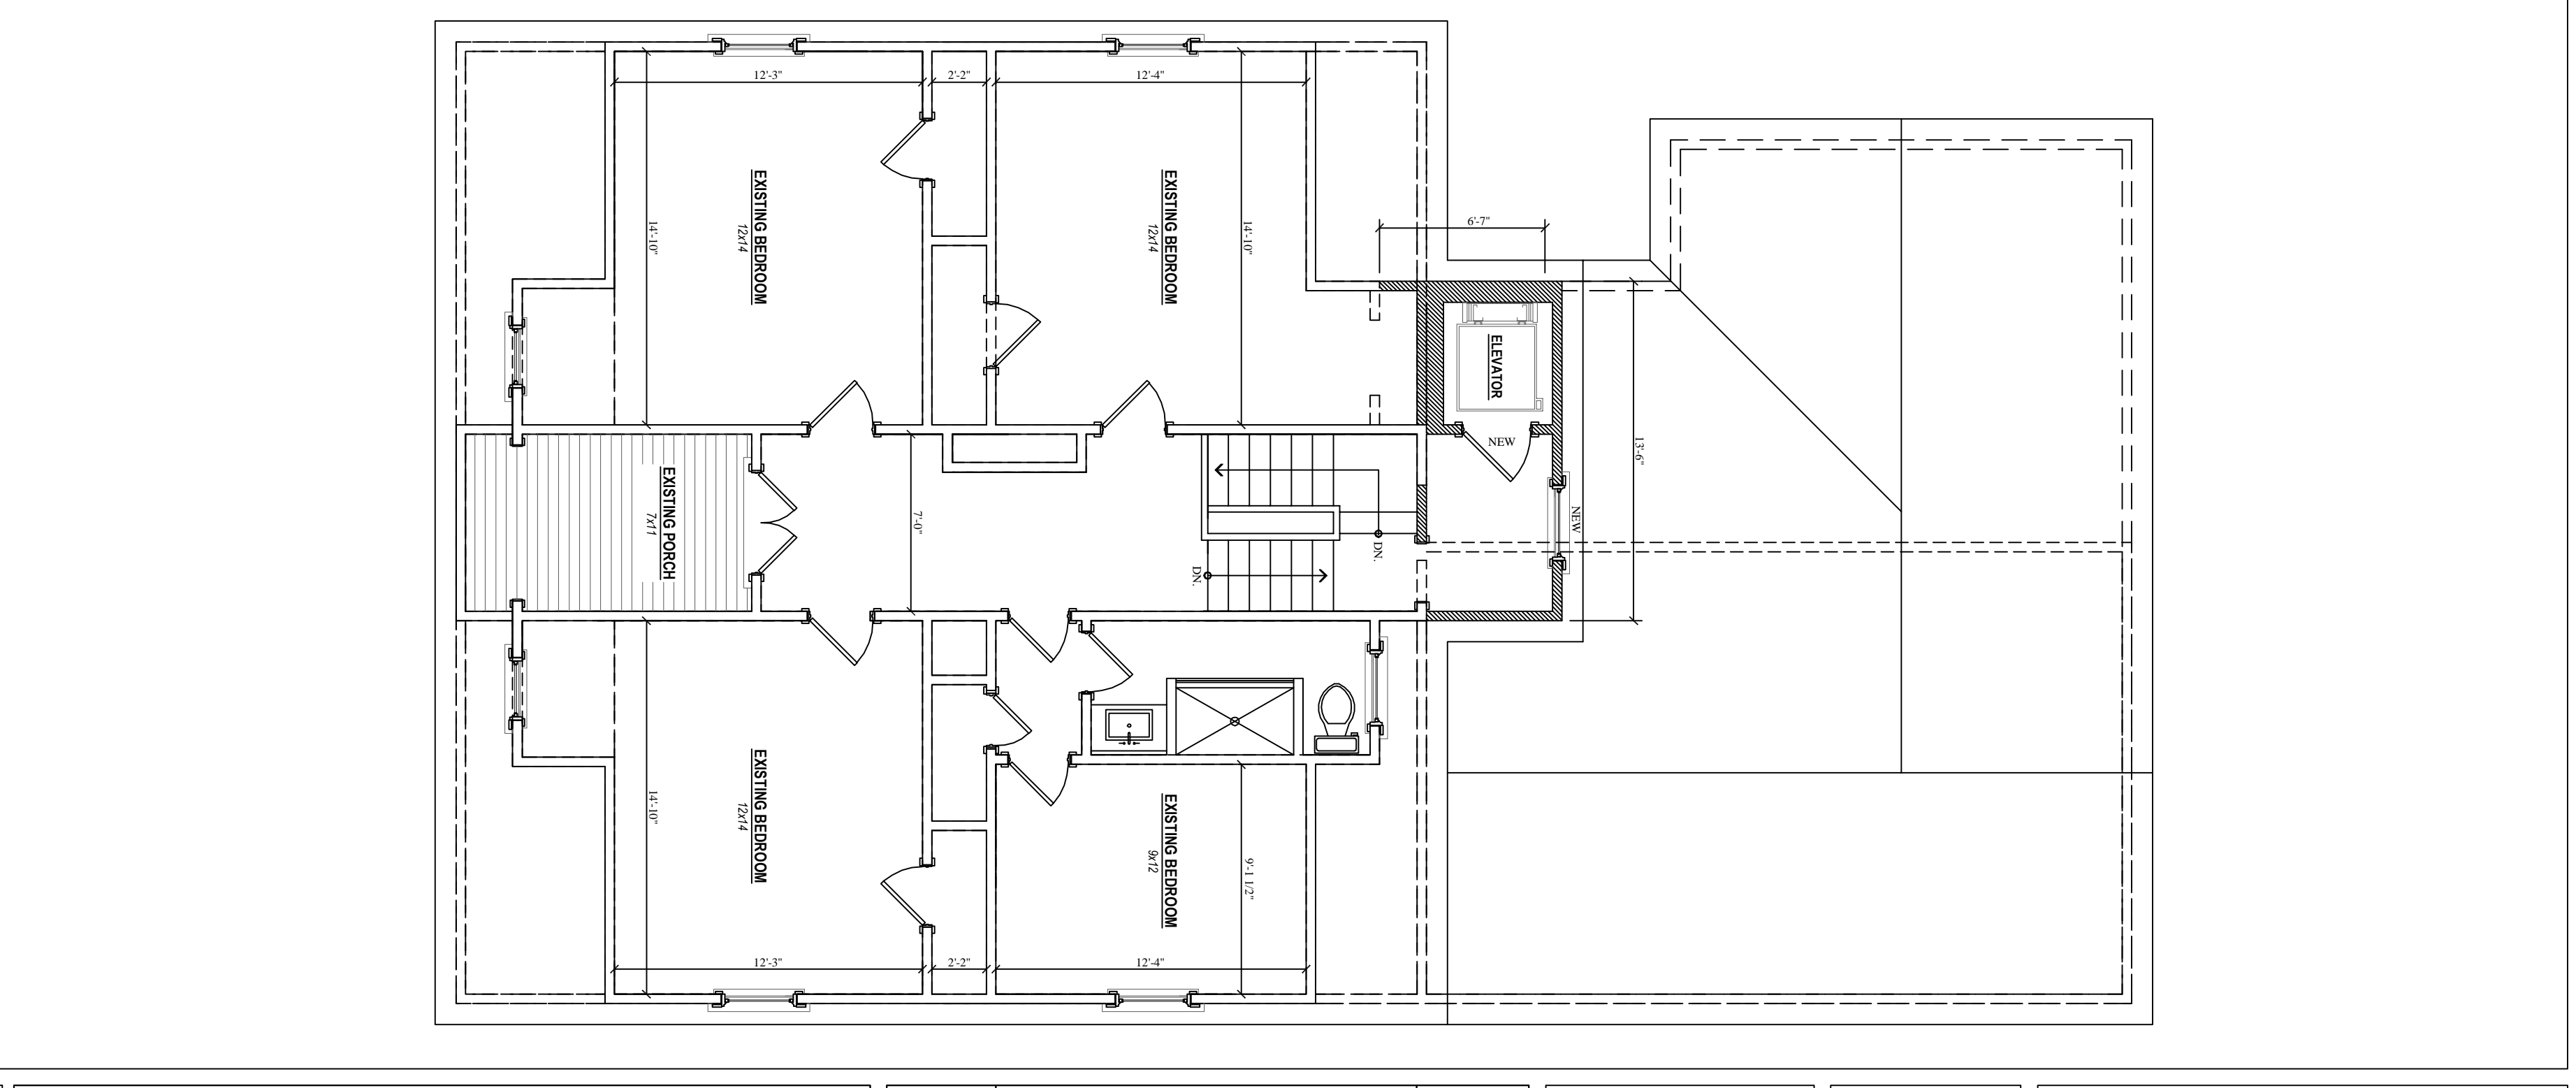 12'-3"
2'-2"
12'-4"
EXISTING BEDROOM
12x14
14'-10"
EXISTING BEDROOM
12x14
14'-10"
6'-7"
ELEVATOR
NEW
NEW
13'-6"
EXISTING PORCH
7x11
7'-0"
DN.
DN.
EXISTING BEDROOM
12x14
14'-10"
EXISTING BEDROOM
9x12
9'-1 1/2"
12'-3"
2'-2"
12'-4"